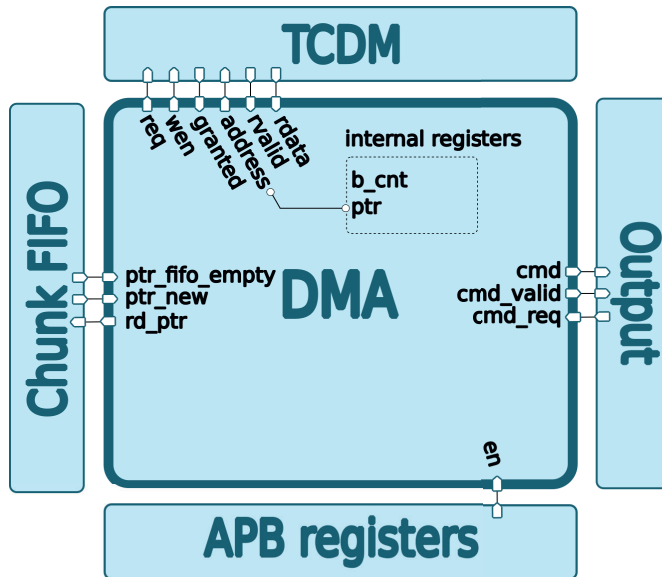 TCDM
req
wen
granted
address
rvalid
rdata
internal registers
b_cnt
ptr
Chunk FIFO
ptr_fifo_empty
ptr_new
rd_ptr
DMA
cmd
cmd_valid
cmd_req
Output
en
APB registers